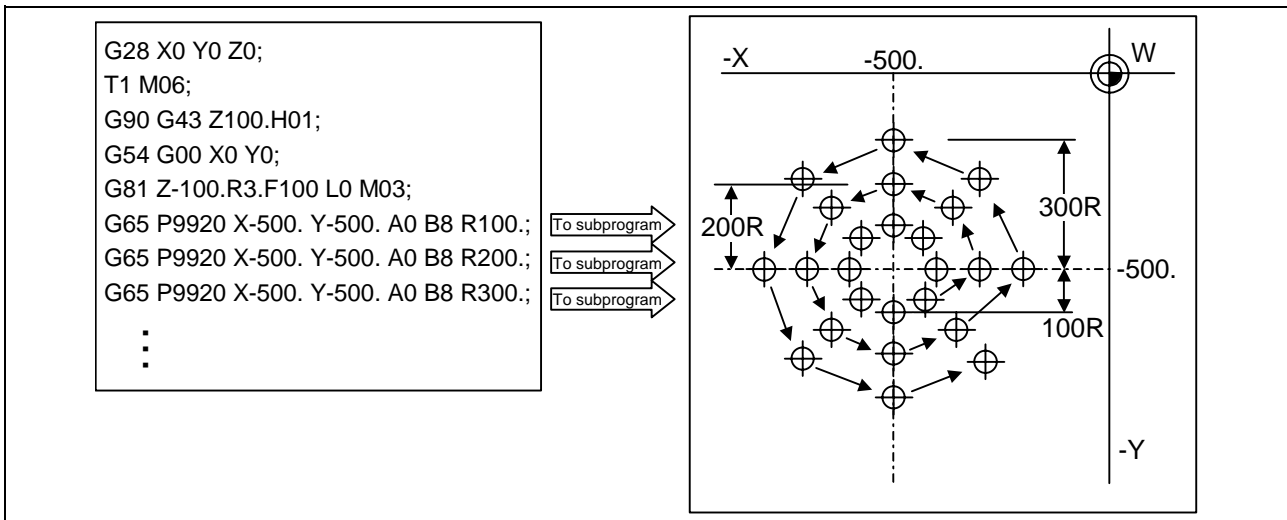 G28 X0 Y0 Z0;
T1 M06;
G90 G43 Z100.H01;
G54 G00 X0 Y0;
G81 Z-100.R3.F100 L0 M03;
G65 P9920 X-500. Y-500. A0 B8 R100.;
To subprogram
G65 P9920 X-500. Y-500. A0 B8 R200.;
To subprogram
G65 P9920 X-500. Y-500. A0 B8 R300.;
To subprogram
-X
-500.
W
200R
300R
-500.
100R
-Y